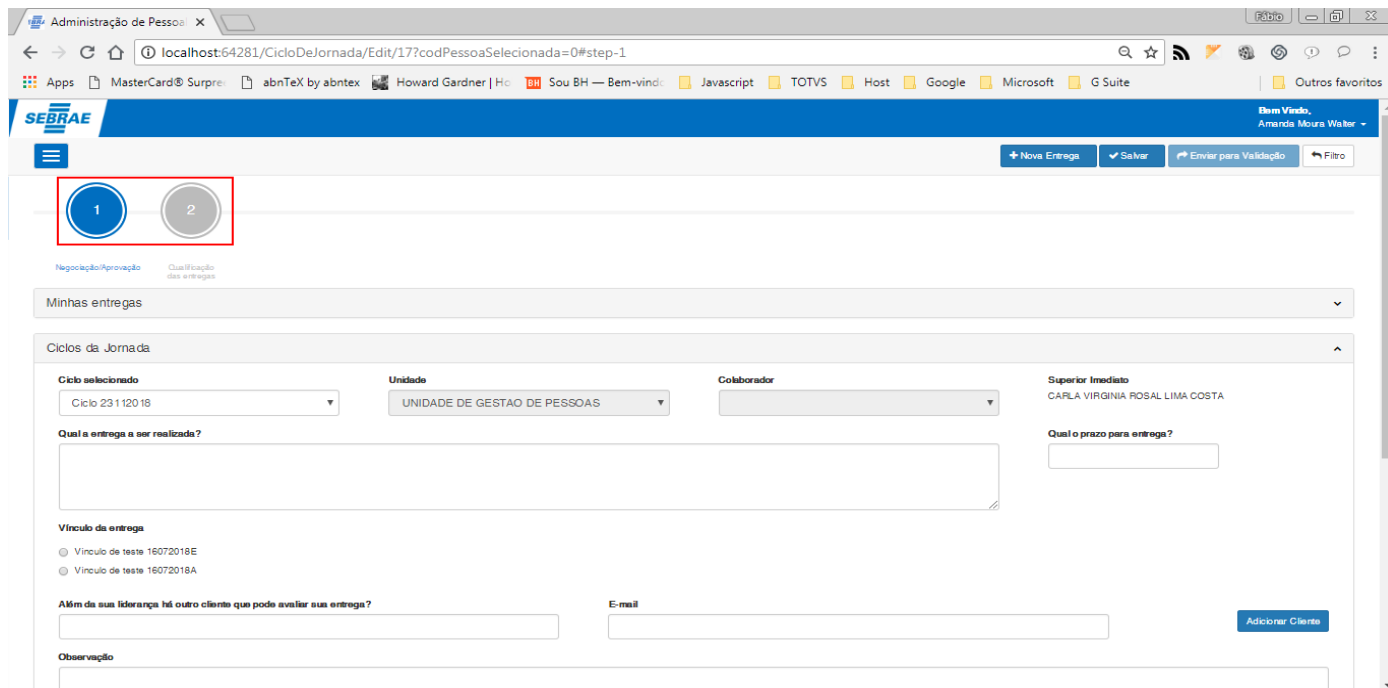 Administração de Pessoal
Fábio
localhost:64281/CicloDeJornada/Edit/17?codPessoaSelecionada=0#step-1
Apps MasterCard® Surpree abnTeX by abntex Howard Gardner | Ho BH Sou BH — Bem-vindo Javascript TOTVS Host Google Microsoft G Suite Outros favoritos
SEBRAE
Bem Vindo,
Amanda Moura Walter
Nova Entrega Salvar Enviar para Validação Filtro
1 2
Negociação/Aprovação Qualificação
das entregas
Minhas entregas
Ciclos da Jornada
Ciclo selecionado Unidade Colaborador Superior Imediato
Ciclo 23112018 UNIDADE DE GESTAO DE PESSOAS CARLA VIRGINIA ROSAL LIMA COSTA
Qual a entrega a ser realizada? Qual o prazo para entrega?
Vínculo da entrega
Vinculo de teste 16072018E
Vinculo de teste 16072018A
Além da sua liderança há outro cliente que pode avaliar sua entrega? E-mail
Adicionar Cliente
Observação